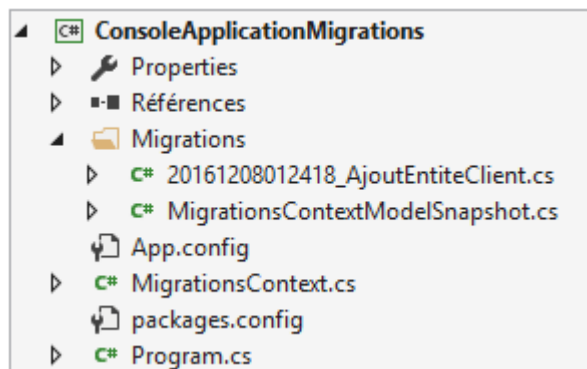 C# ConsoleApplicationMigrations
Properties
Références
Migrations
C# 20161208012418_AjoutEntiteClient.cs
C# MigrationsContextModelSnapshot.cs
App.config
C# MigrationsContext.cs
packages.config
C# Program.cs